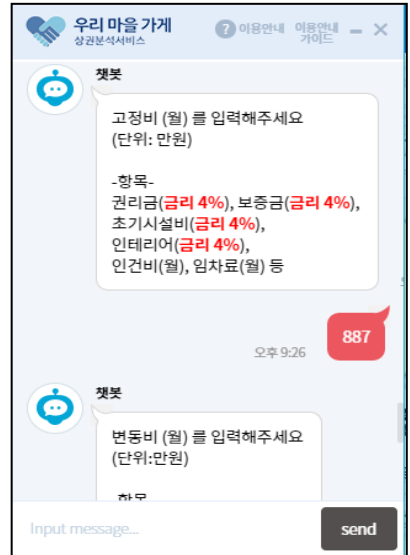 우리 마을 가게
상권분석서비스
? 이용안내
이용안내
가이드
챗봇
고정비 (월) 를 입력해주세요
(단위: 만원)
-항목-
권리금(금리 4%), 보증금(금리 4%),
초기시설비(금리 4%),
인테리어(금리 4%),
인건비(월), 임차료(월) 등
887
오후 9:26
챗봇
변동비 (월) 를 입력해주세요
(단위:만원)
Input message...
send